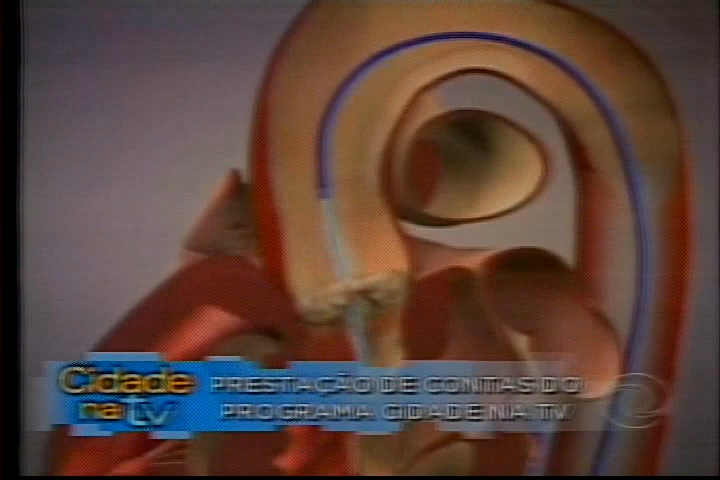 Cidade
na tv
PRESTAÇÃO DE CONTAS DO
PROGRAMA CIDADE NA TV